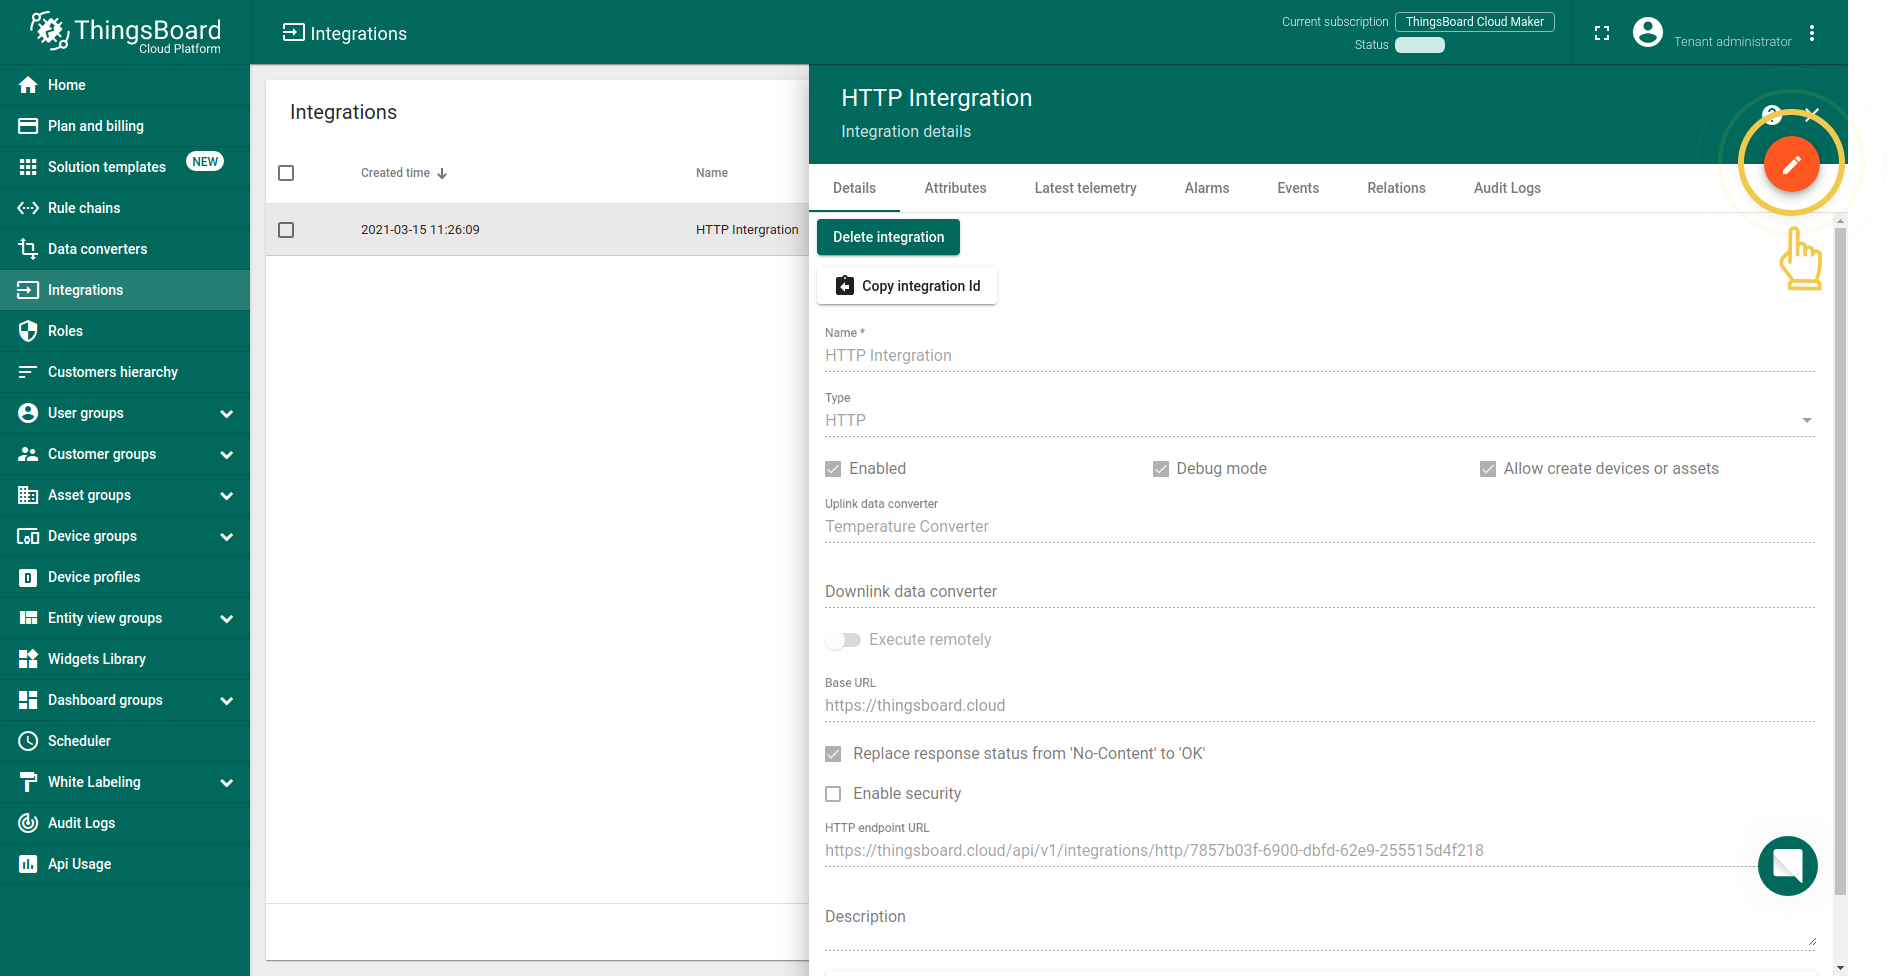 ThingsBoard
Cloud Platform
Integrations
Current subscription
ThingsBoard Cloud Maker
Status
Tenant administrator
Home
Plan and billing
Solution templates
NEW
Rule chains
Data converters
Integrations
Roles
Customers hierarchy
User groups
Customer groups
Asset groups
Device groups
Device profiles
Entity view groups
Widgets Library
Dashboard groups
Scheduler
White Labeling
Audit Logs
Api Usage
Integrations
Created time
Name
2021-03-15 11:26:09
HTTP Intergration
HTTP Intergration
Integration details
Details
Attributes
Latest telemetry
Alarms
Events
Relations
Audit Logs
Delete integration
Copy integration Id
Name *
HTTP Intergration
Type
HTTP
Enabled
Debug mode
Allow create devices or assets
Uplink data converter
Temperature Converter
Downlink data converter
Execute remotely
Base URL
https://thingsboard.cloud
Replace response status from 'No-Content' to 'OK'
Enable security
HTTP endpoint URL
https://thingsboard.cloud/api/v1/integrations/http/7857b03f-6900-dbfd-62e9-255515d4f218
Description